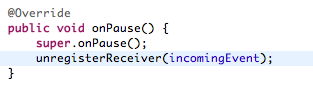 @Override
public void onPause() {
super.onPause();
unregisterReceiver(incomingEvent);
}